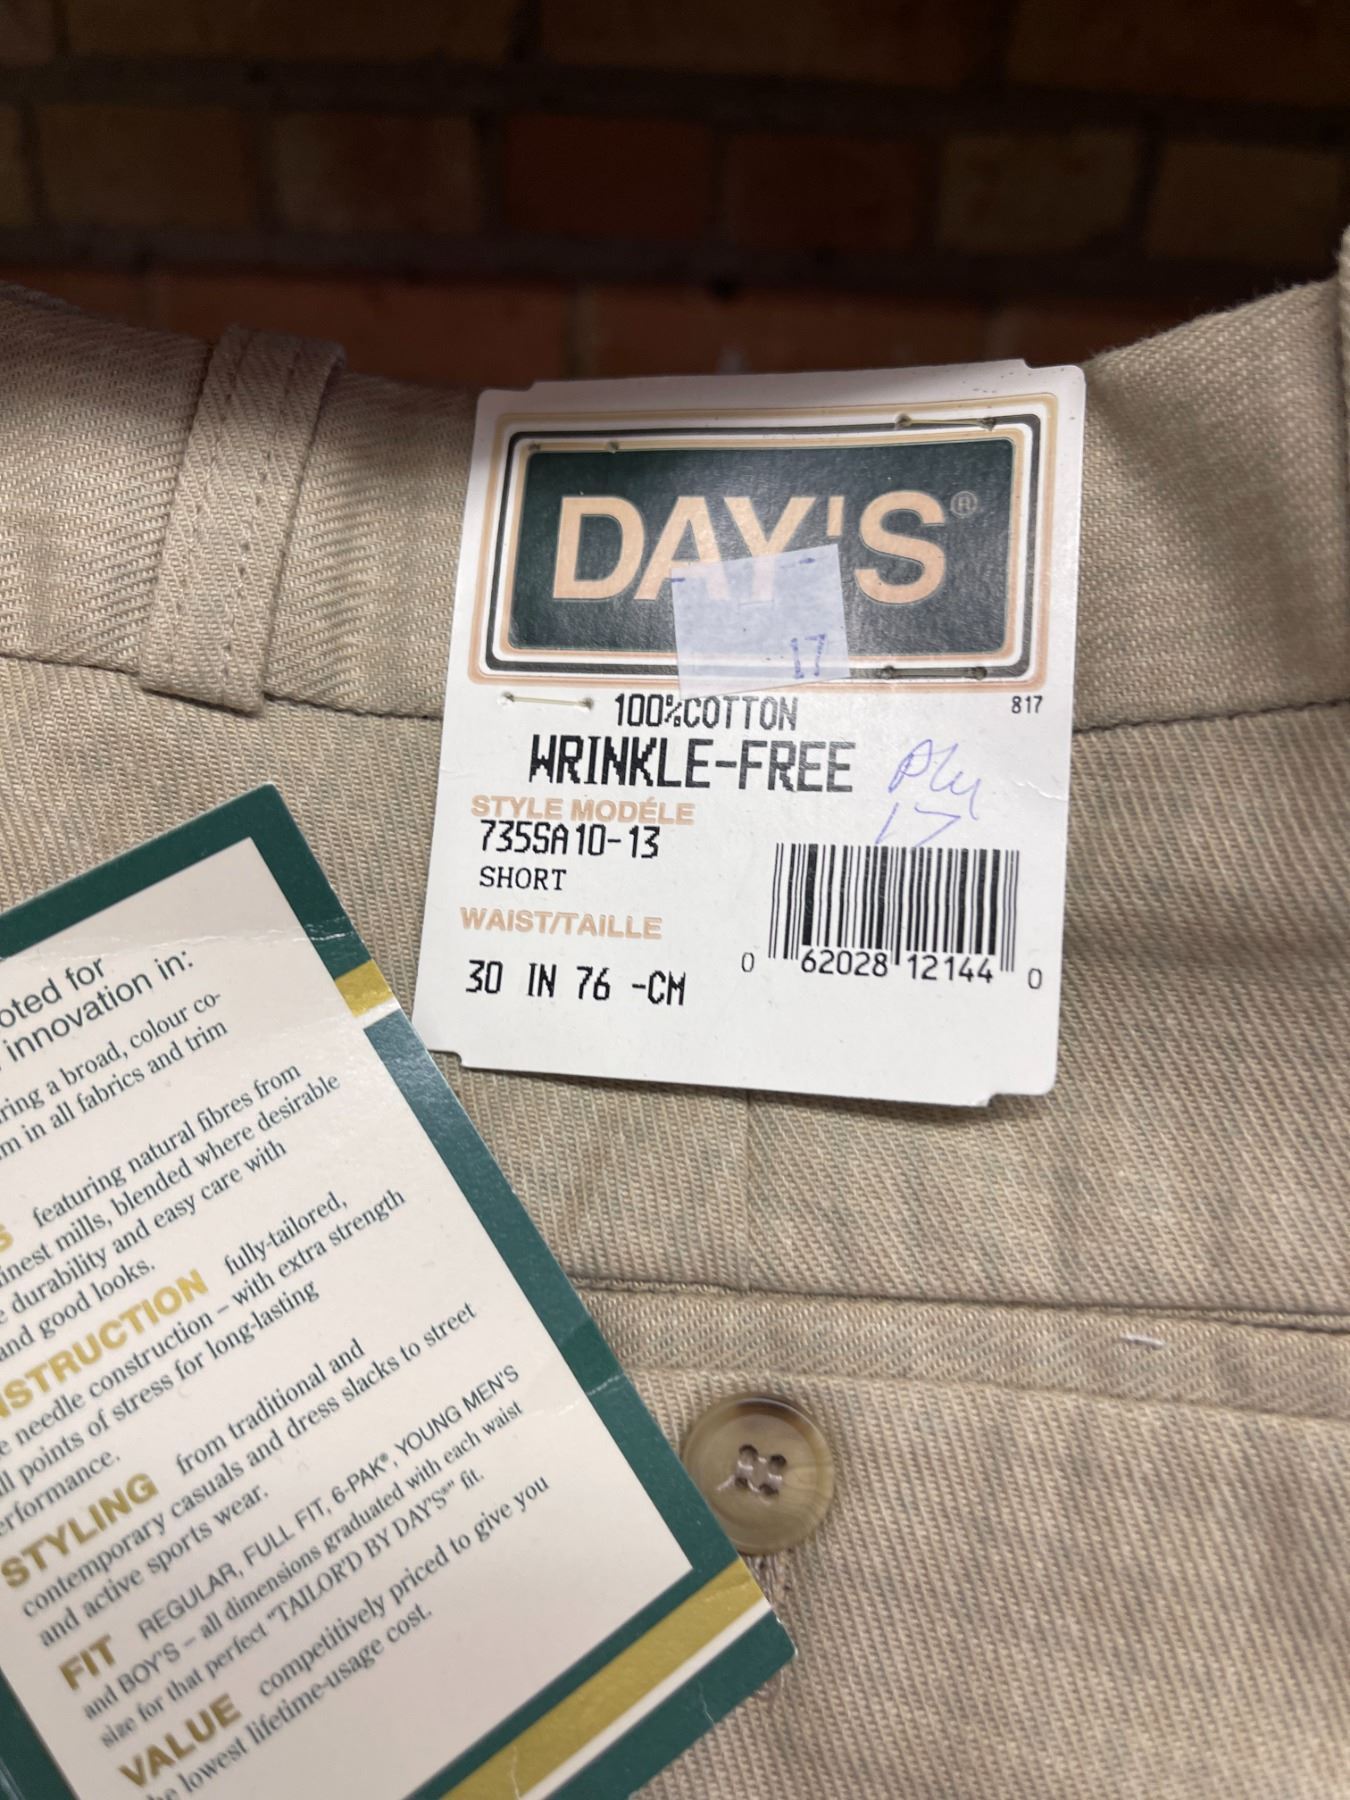 DAY'S®
17
100%COTTON
817
WRINKLE-FREE
17
STYLE MODÉLE
735SA10-13
SHORT
WAIST/TAILLE
30 IN 76 -CM
0 62028 12144 0
oted for
innovation in:
ring a broad, colour co-
m in all fabrics and trim
S featuring natural fibres from
inest mills, blended where desirable
e durability and easy care with
and good looks.
NSTRUCTION fully-tailored,
e needle construction – with extra strength
ll points of stress for long-lasting
erformance.
STYLING from traditional and
contemporary casuals and dress slacks to street
and active sports wear.
FIT REGULAR, FULL FIT, 6-PAK®, YOUNG MEN'S
and BOY'S – all dimensions graduated with each waist
size for that perfect "TAILOR'D BY DAY'S®" fit.
VALUE competitively priced to give you
he lowest lifetime-usage cost.